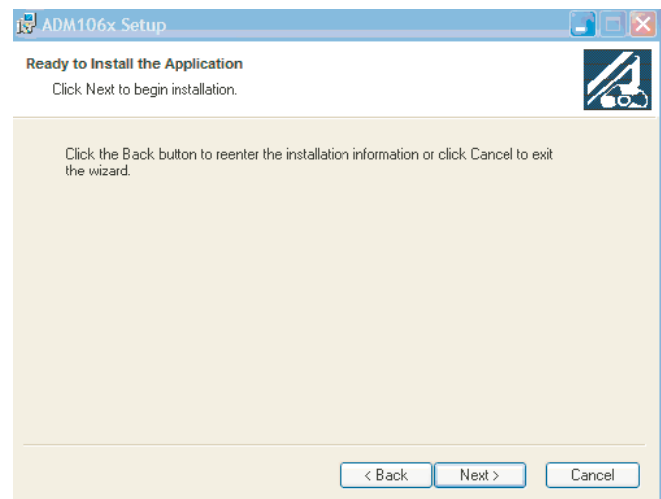 ADM106x Setup
Ready to Install the Application
Click Next to begin installation.
Click the Back button to reenter the installation information or click Cancel to exit
the wizard.
< Back Next > Cancel